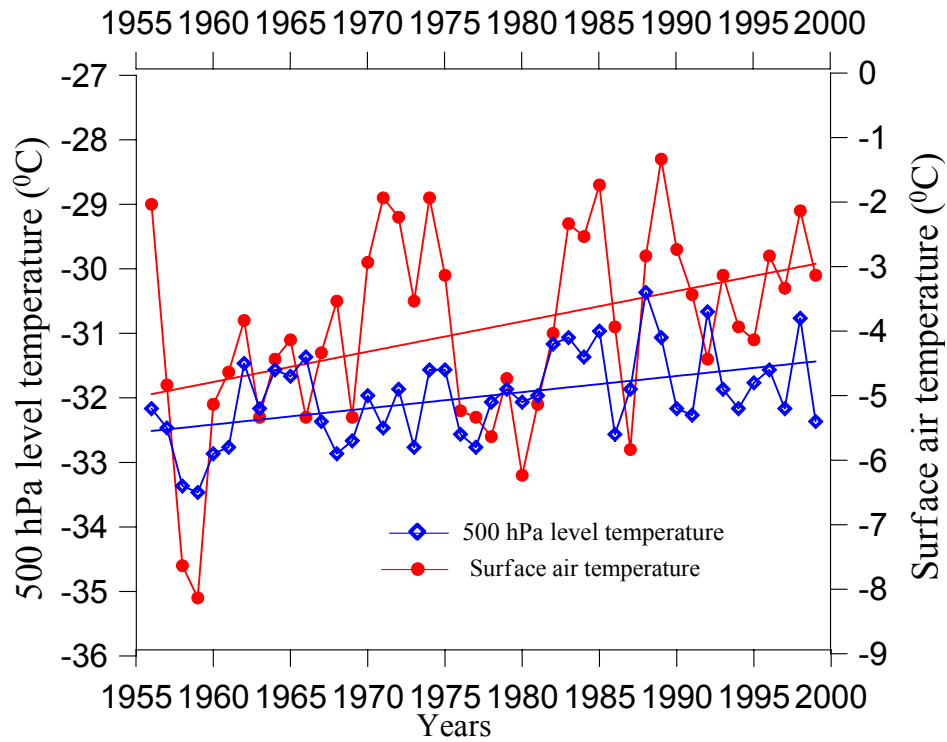 1955 1960 1965 1970 1975 1980 1985 1990 1995 2000
500 hPa level temperature (⁰C)
-27
-28
-29
-30
-31
-32
-33
-34
-35
-36
0
-1
-2
-3
-4
-5
-6
-7
-8
-9
Surface air temperature (⁰C)
500 hPa level temperature
Surface air temperature
1955 1960 1965 1970 1975 1980 1985 1990 1995 2000
Years